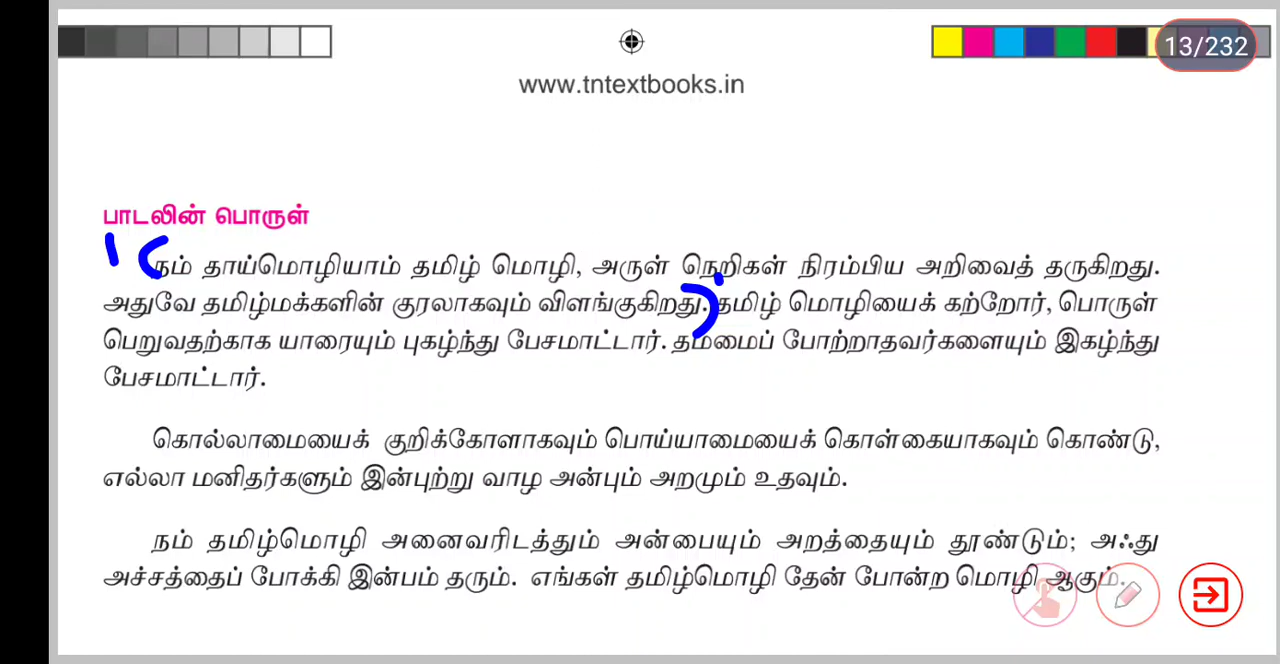 13/232
www.tntextbooks.in
பாடலின் பொருள்
நம் தாய்மொழியாம் தமிழ் மொழி, அருள் நெறிகள் நிரம்பிய அறிவைத் தருகிறது.
அதுவே தமிழ்மக்களின் குரலாகவும் விளங்குகிறது. தமிழ் மொழியைக் கற்றோர், பொருள்
பெறுவதற்காக யாரையும் புகழ்ந்து பேசமாட்டார். தம்மைப் போற்றாதவர்களையும் இகழ்ந்து
பேசமாட்டார்.
கொல்லாமையைக் குறிக்கோளாகவும் பொய்யாமையைக் கொள்கையாகவும் கொண்டு,
எல்லா மனிதர்களும் இன்புற்று வாழ அன்பும் அறமும் உதவும்.
நம் தமிழ்மொழி அனைவரிடத்தும் அன்பையும் அறத்தையும் தூண்டும்; அஃது
அச்சத்தைப் போக்கி இன்பம் தரும். எங்கள் தமிழ்மொழி தேன் போன்ற மொழி ஆகும்.